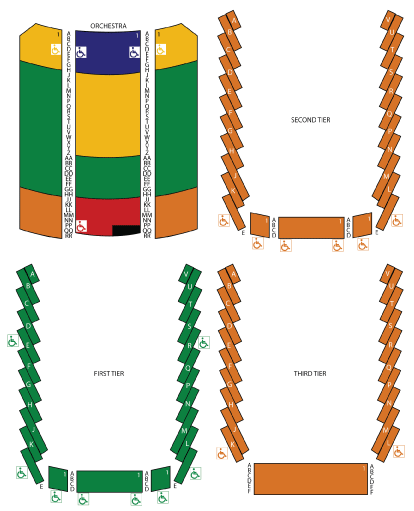 ORCHESTRA
1 1 1
A A
B B
C C
D D
E E
F F
G G
H H
J J
K K
L L
M M
N N
P P
Q Q
R R
S S
T T
U U
V V
W W
X X
Y Y
Z Z
AA AA
BB BB
CC CC
DD DD
EE EE
FF FF
GG GG
HH HH
JJ JJ
KK KK
LL LL
MM MM
NN NN
PP PP
QQ QQ
RR RR
SECOND TIER
A V
B U
C T
D S
E R
F Q
G P
H N
J M
L
E 1 A 1 A 1 E
B B
C C
D D
FIRST TIER
A V
B U
C T
D S
E R
F Q
G P
H N
J M
K L
E 1 A 1 A 1 E
B B
C C
D D
THIRD TIER
A V
B U
C T
D S
E R
F Q
G P
H N
J M
K L
A 1 A
B B
C C
D D
E E
F F